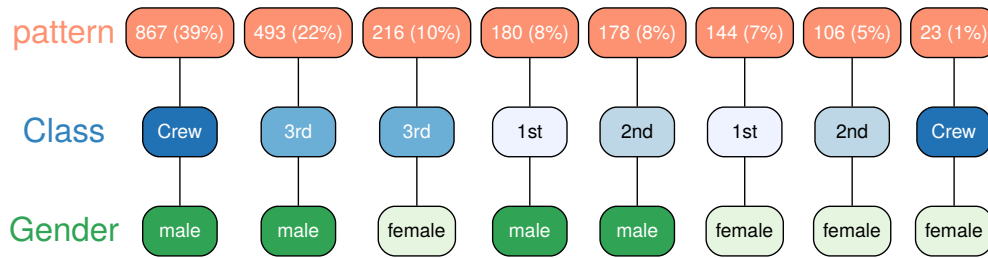 pattern 867 (39%) 493 (22%) 216 (10%) 180 (8%) 178 (8%) 144 (7%) 106 (5%) 23 (1%)
Class Crew 3rd 3rd 1st 2nd 1st 2nd Crew
Gender male male female male male female female female